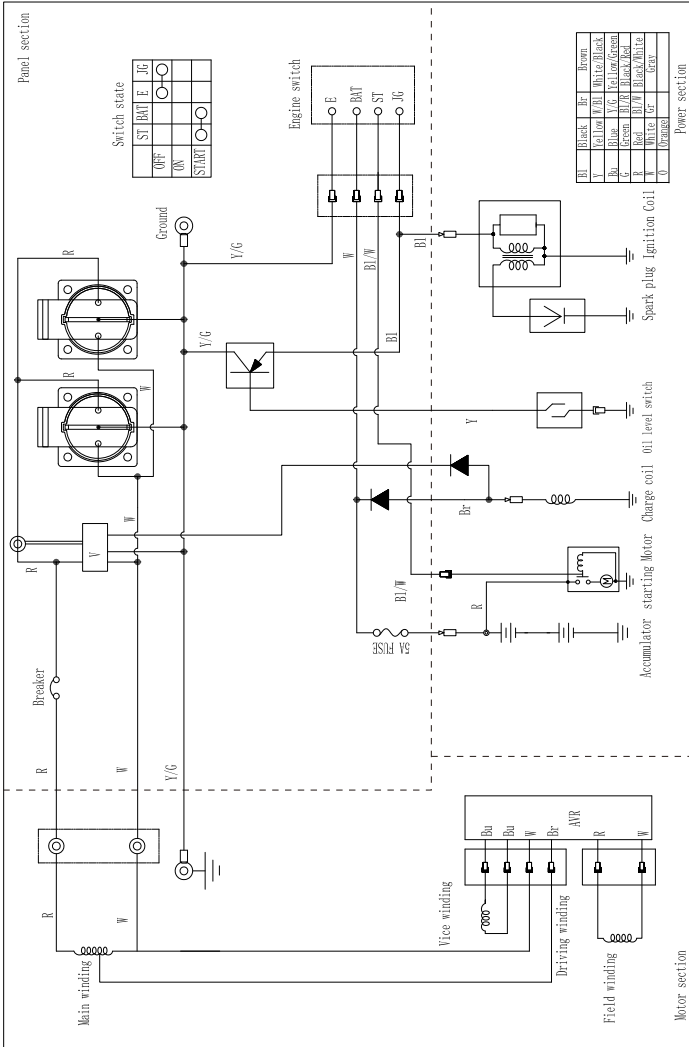 Panel section
Switch state
ST BAT E JG
OFF
ON
START
Engine switch
E
BAT
ST
JG
Bl Black Br Brown
Y Yellow W/Bl White/Black
Bu Blue Y/G Yellow/Green
G Green Bl/R Black/Red
R Red Bl/W Black/White
W White Gr Gray
O Orange
Power section
Ground
R
R
W
W
Y/G
Y/G
W
Bl/W
Bl
Bl
Spark plug Ignition Coil
Y
Oil level switch
V
R
Br
Charge coil
Bl/W
R
M
starting Motor
5A FUSE
Accumulator
Breaker
R
W
Y/G
R
W
Main winding
Vice winding
Driving winding
Field winding
Bu
Bu
W
Br
AVR
R
W
Motor section